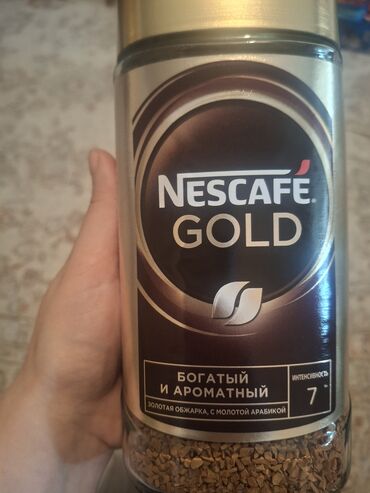 NESCAFÉ®
GOLD
БОГАТЫЙ
И АРОМАТНЫЙ
ЗОЛОТАЯ ОБЖАРКА, С МОЛОТОЙ АРАБИКОЙ
ИНТЕНСИВНОСТЬ
7